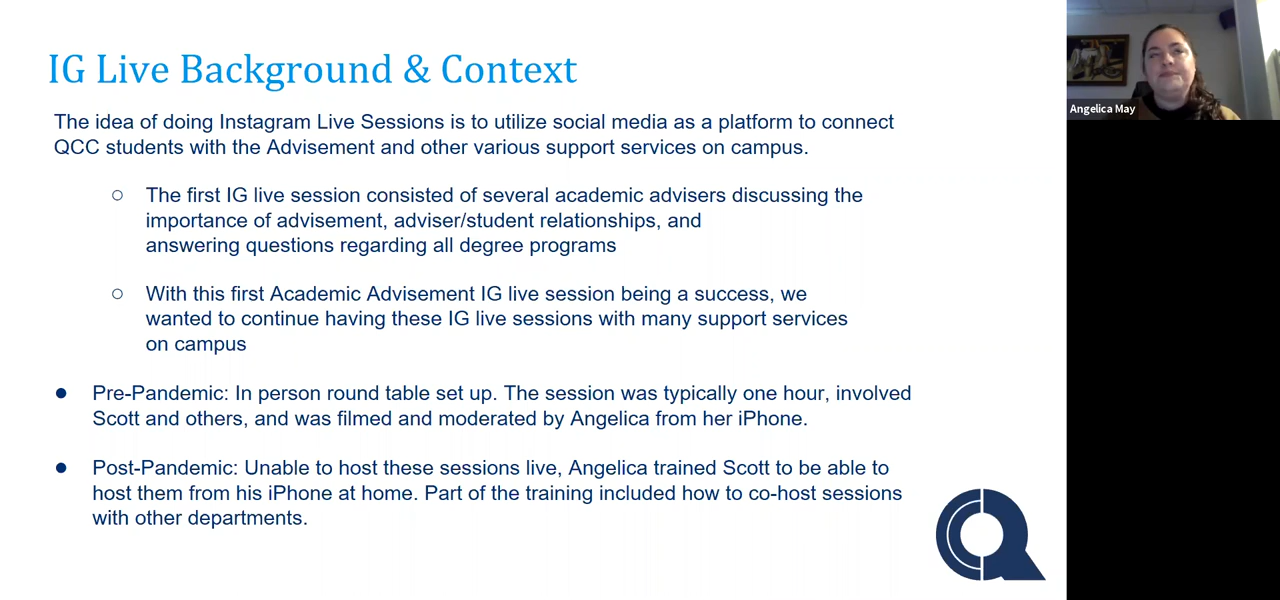 IG Live Background & Context
The idea of doing Instagram Live Sessions is to utilize social media as a platform to connect
QCC students with the Advisement and other various support services on campus.
○ The first IG live session consisted of several academic advisers discussing the
importance of advisement, adviser/student relationships, and
answering questions regarding all degree programs
○ With this first Academic Advisement IG live session being a success, we
wanted to continue having these IG live sessions with many support services
on campus
● Pre-Pandemic: In person round table set up. The session was typically one hour, involved
Scott and others, and was filmed and moderated by Angelica from her iPhone.
● Post-Pandemic: Unable to host these sessions live, Angelica trained Scott to be able to
host them from his iPhone at home. Part of the training included how to co-host sessions
with other departments.
Angelica May